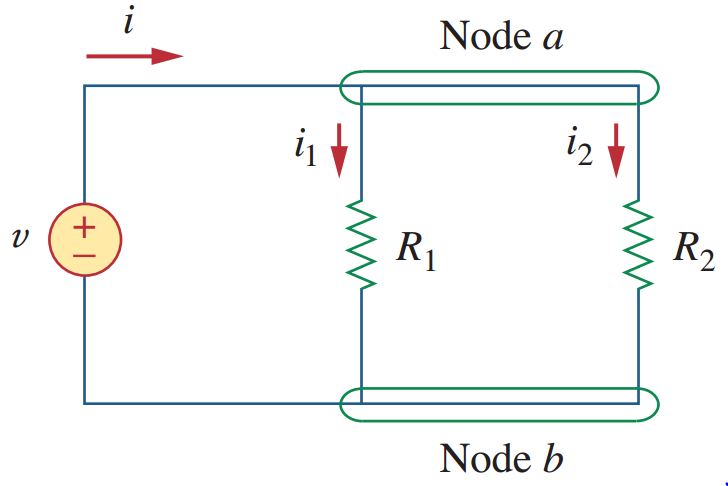 i
Node a
i₁
i₂
v
+
−
R₁
R₂
Node b